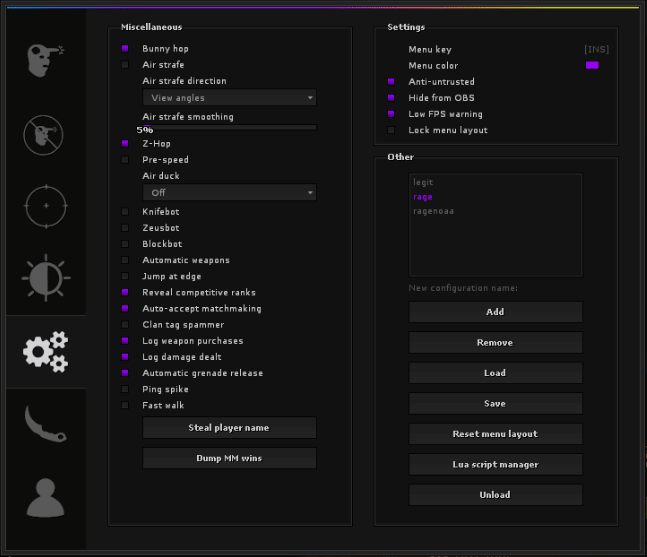 Miscellaneous
Bunny hop
Air strafe
Air strafe direction
View angles
Air strafe smoothing
5%
Z-Hop
Pre-speed
Air duck
Off
Knifebot
Zeusbot
Blockbot
Automatic weapons
Jump at edge
Reveal competitive ranks
Auto-accept matchmaking
Clan tag spammer
Log weapon purchases
Log damage dealt
Automatic grenade release
Ping spike
Fast walk
Steal player name
Dump MM wins
Settings
Menu key [INS]
Menu color
Anti-untrusted
Hide from OBS
Low FPS warning
Lock menu layout
Other
legit
rage
ragenoaa
New configuration name:
Add
Remove
Load
Save
Reset menu layout
Lua script manager
Unload